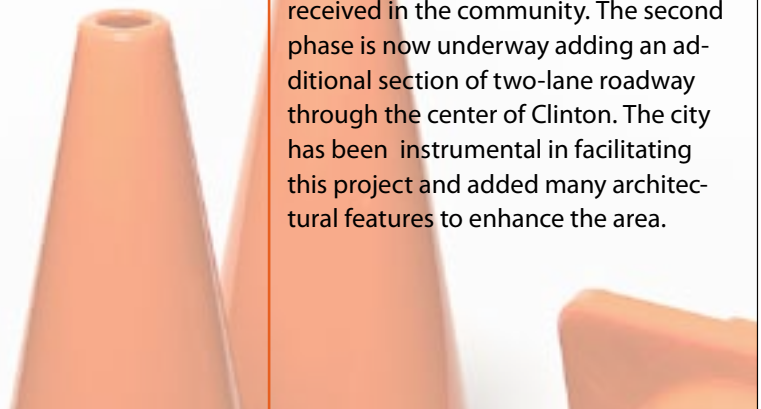 received in the community. The second
phase is now underway adding an ad-
ditional section of two-lane roadway
through the center of Clinton. The city
has been  instrumental in facilitating
this project and added many architec-
tural features to enhance the area.